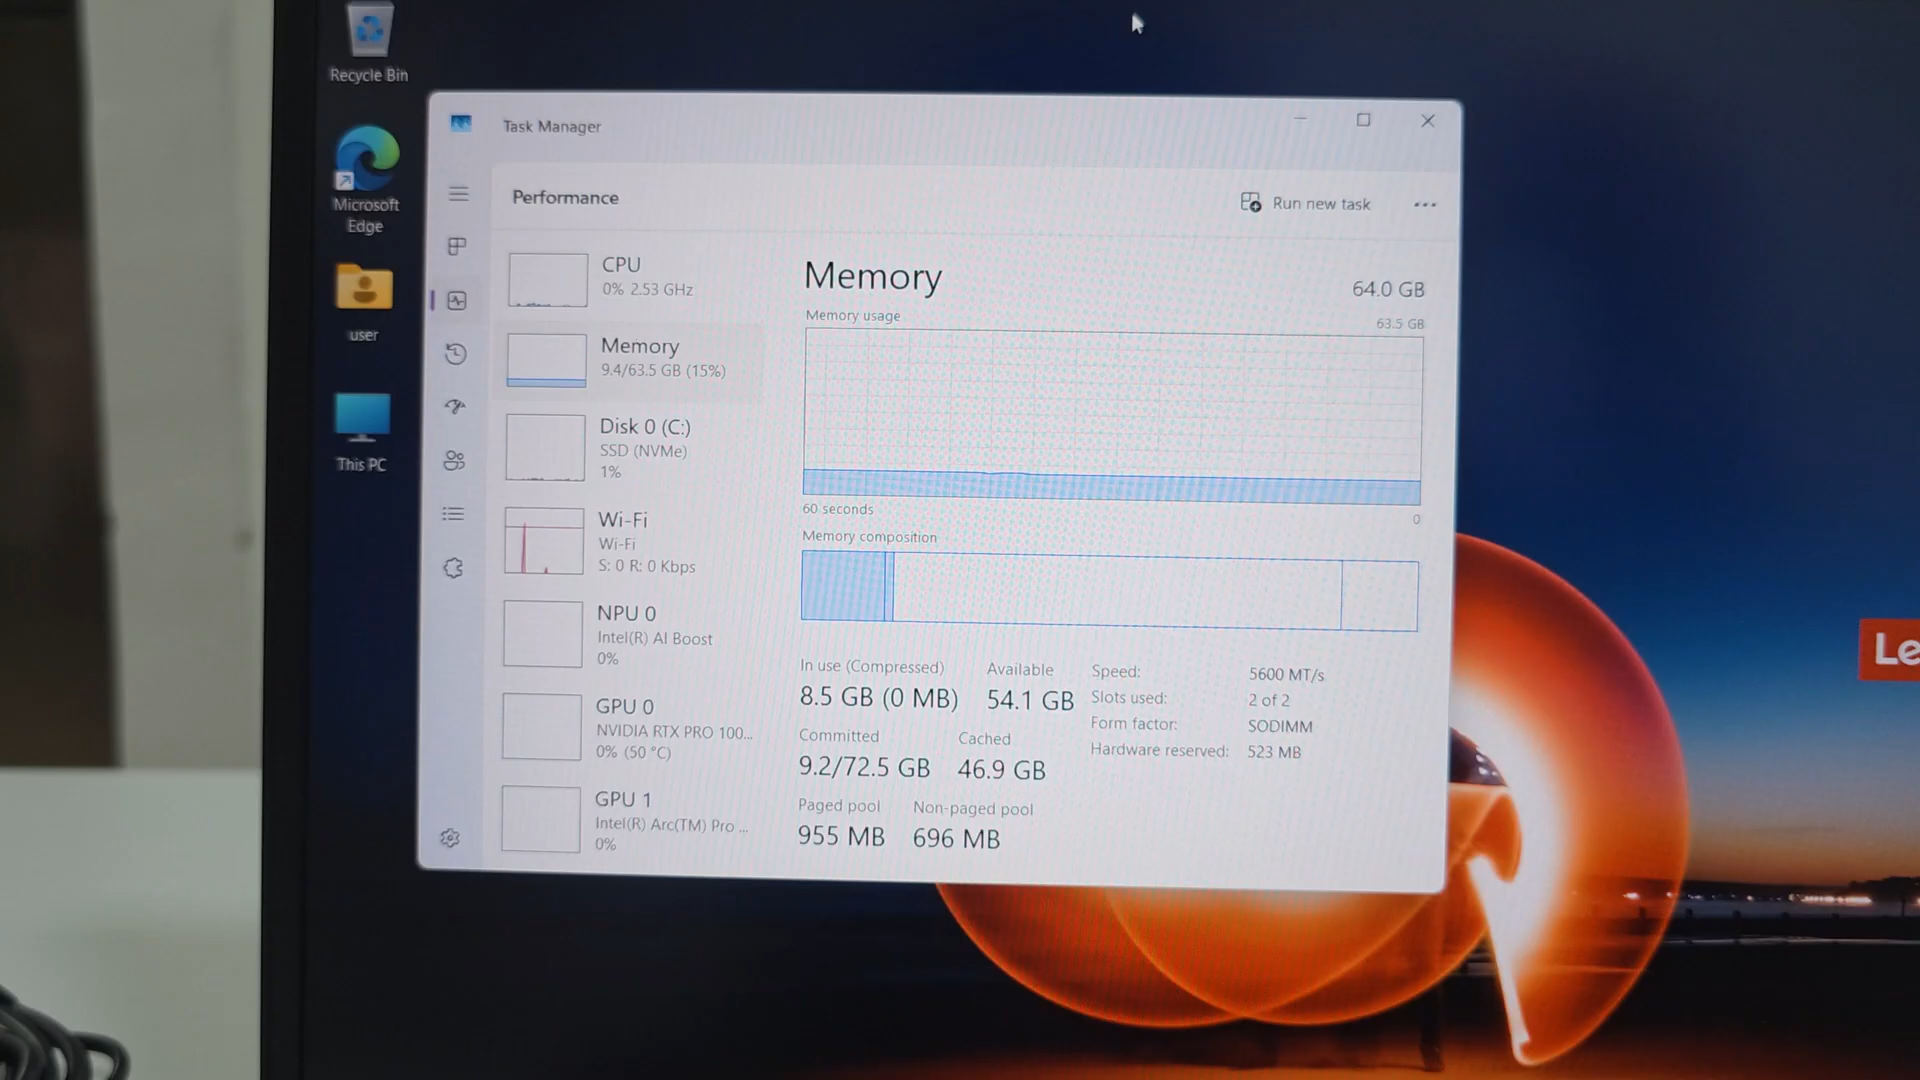 Recycle Bin
Microsoft
Edge
user
This PC
Task Manager
Performance
Run new task
CPU
0% 2.53 GHz
Memory
9.4/63.5 GB (15%)
Disk 0 (C:)
SSD (NVMe)
1%
Wi-Fi
Wi-Fi
S: 0 R: 0 Kbps
NPU 0
Intel(R) AI Boost
0%
GPU 0
NVIDIA RTX PRO 100...
0% (50 °C)
GPU 1
Intel(R) Arc(TM) Pro ...
0%
Memory
64.0 GB
Memory usage
63.5 GB
60 seconds
0
Memory composition
In use (Compressed)
8.5 GB (0 MB)
Available
54.1 GB
Committed
9.2/72.5 GB
Cached
46.9 GB
Paged pool
955 MB
Non-paged pool
696 MB
Speed: 5600 MT/s
Slots used: 2 of 2
Form factor: SODIMM
Hardware reserved: 523 MB
Le